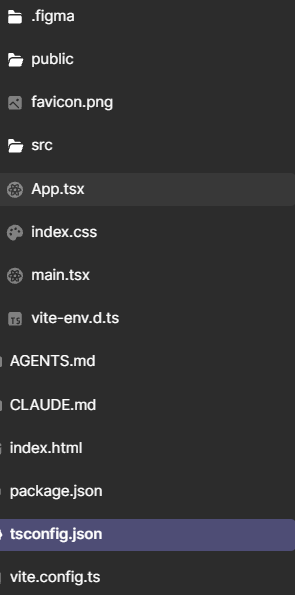 .figma
public
favicon.png
src
App.tsx
index.css
main.tsx
TS vite-env.d.ts
AGENTS.md
CLAUDE.md
index.html
package.json
tsconfig.json
vite.config.ts